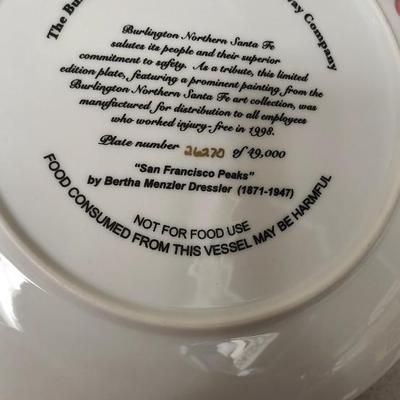 The Bu way Company
Burlington Northern Santa Fe
salutes its people and their superior
commitment to safety. As a tribute, this limited
edition plate, featuring a prominent painting from the
Burlington Northern Santa Fe art collection, was
manufactured for distribution to all employees
who worked injury-free in 1998.
Plate number 26270 of 49,000
"San Francisco Peaks"
by Bertha Menzler Dressler (1871-1947)
NOT FOR FOOD USE
FOOD CONSUMED FROM THIS VESSEL MAY BE HARMFUL